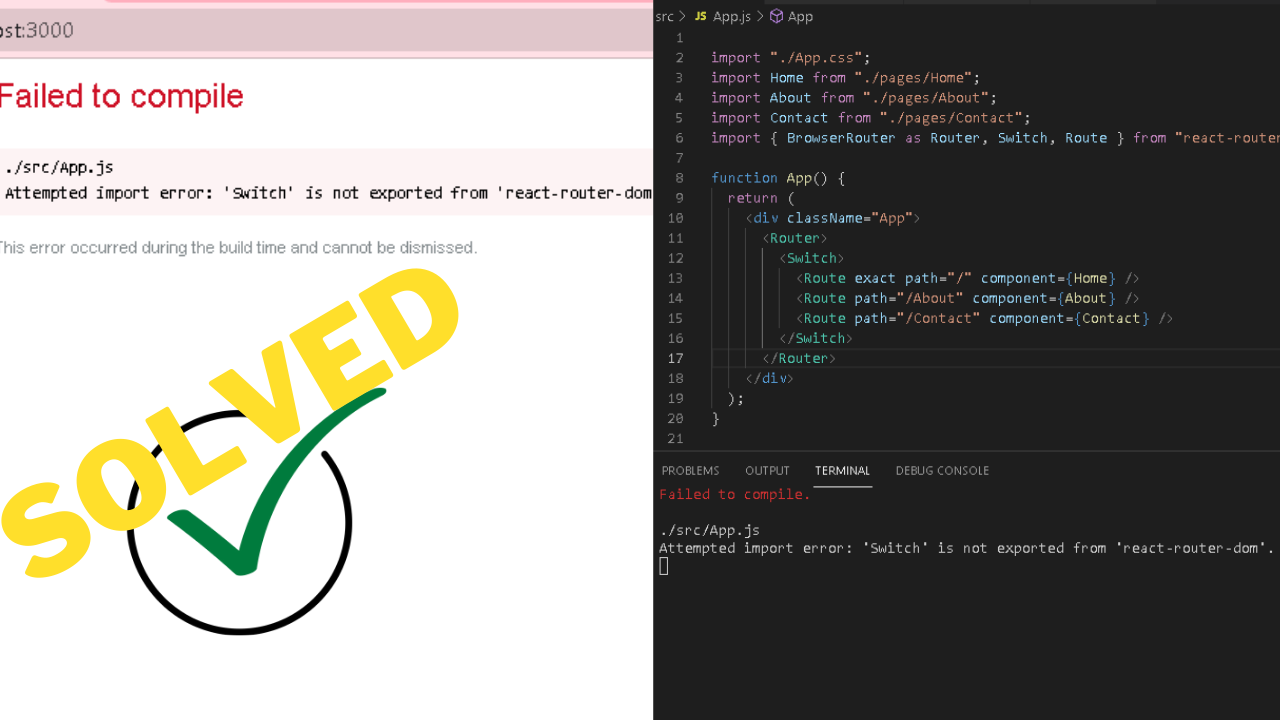 ost:3000
Failed to compile
./src/App.js
Attempted import error: 'Switch' is not exported from 'react-router-dom
This error occurred during the build time and cannot be dismissed.
SOLVED
src > JS App.js > App
1
2 import "./App.css";
3 import Home from "./pages/Home";
4 import About from "./pages/About";
5 import Contact from "./pages/Contact";
6 import { BrowserRouter as Router, Switch, Route } from "react-router
7
8 function App() {
9 return (
10 <div className="App">
11 <Router>
12 <Switch>
13 <Route exact path="/" component={Home} />
14 <Route path="/About" component={About} />
15 <Route path="/Contact" component={Contact} />
16 </Switch>
17 </Router>
18 </div>
19 );
20 }
21
PROBLEMS OUTPUT TERMINAL DEBUG CONSOLE
Failed to compile.
./src/App.js
Attempted import error: 'Switch' is not exported from 'react-router-dom'.